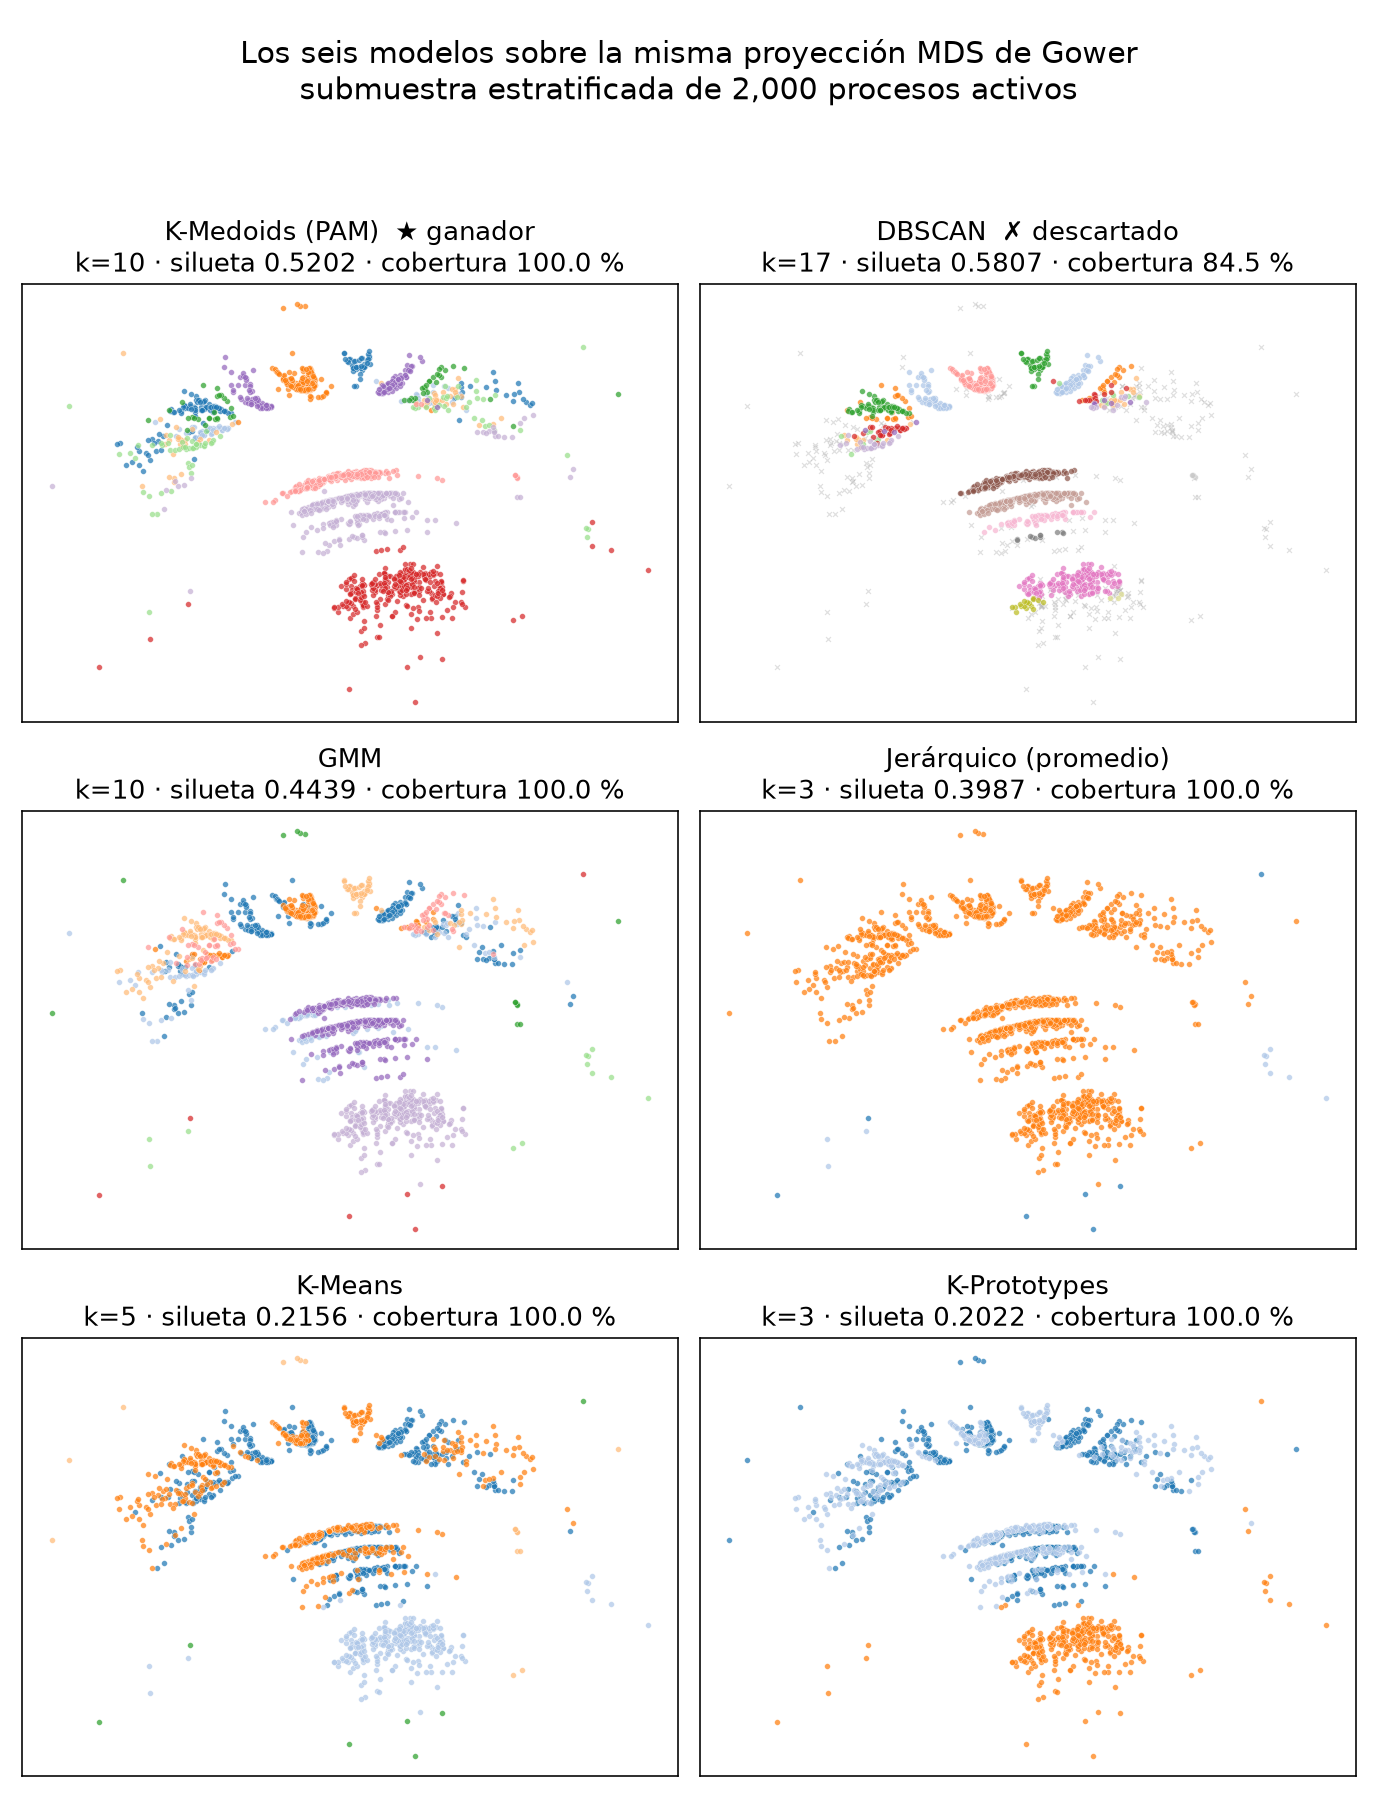 Los seis modelos sobre la misma proyección MDS de Gower
submuestra estratificada de 2,000 procesos activos
K-Medoids (PAM) ★ ganador
k=10 · silueta 0.5202 · cobertura 100.0 %
DBSCAN ✗ descartado
k=17 · silueta 0.5807 · cobertura 84.5 %
GMM
k=10 · silueta 0.4439 · cobertura 100.0 %
Jerárquico (promedio)
k=3 · silueta 0.3987 · cobertura 100.0 %
K-Means
k=5 · silueta 0.2156 · cobertura 100.0 %
K-Prototypes
k=3 · silueta 0.2022 · cobertura 100.0 %